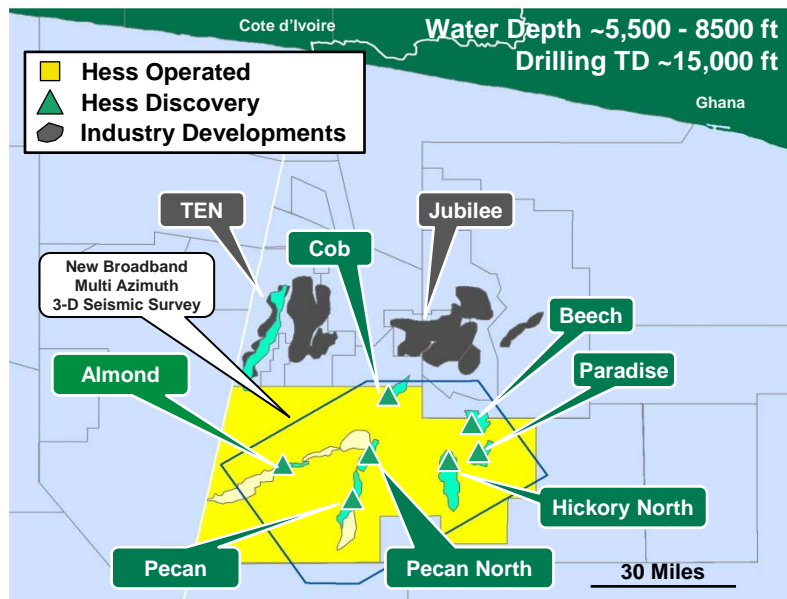 Cote d'Ivoire
Water Depth ~5,500 - 8500 ft
Drilling TD ~15,000 ft
Ghana
Hess Operated
Hess Discovery
Industry Developments
TEN
Jubilee
Cob
New Broadband
Multi Azimuth
3-D Seismic Survey
Beech
Almond
Paradise
Hickory North
Pecan
Pecan North
30 Miles